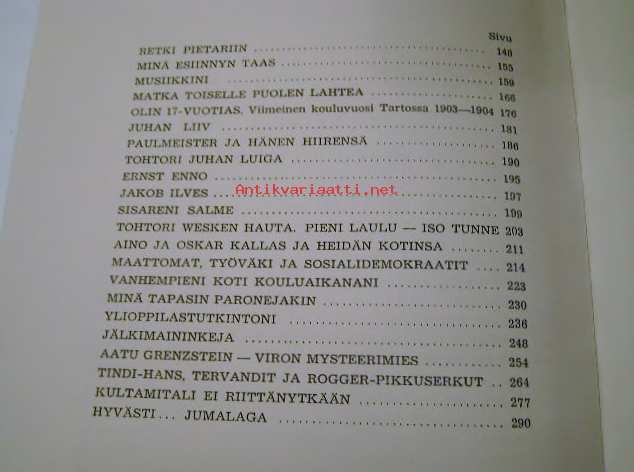 Sivu
RETKI PIETARIIN 148
MINÄ ESIINNYN TAAS 155
MUSIIKKINI 159
MATKA TOISELLE PUOLEN LAHTEA 166
OLIN 17-VUOTIAS. Viimeinen kouluvuosi Tartossa 1903—1904 176
JUHAN LIIV 181
PAULMEISTER JA HÄNEN HIIRENSÄ 186
TOHTORI JUHAN LUIGA 190
ERNST ENNO 195
Antikvariaatti.net
JAKOB ILVES 197
SISARENI SALME 199
TOHTORI WESKEN HAUTA. PIENI LAULU — ISO TUNNE 203
AINO JA OSKAR KALLAS JA HEIDÄN KOTINSA 211
MAATTOMAT, TYÖVÄKI JA SOSIALIDEMOKRAATIT 214
VANHEMPIENI KOTI KOULUAIKANANI 223
MINÄ TAPASIN PARONEJAKIN 230
YLIOPPILASTUTKINTONI 236
JÄLKIMAININKEJA 248
AATU GRENZSTEIN — VIRON MYSTEERIMIES 254
TINDI-HANS, TERVANDIT JA ROGGER-PIKKUSERKUT 264
KULTAMITALI EI RIITTÄNYTKÄÄN 277
HYVÄSTI... JUMALAGA 290